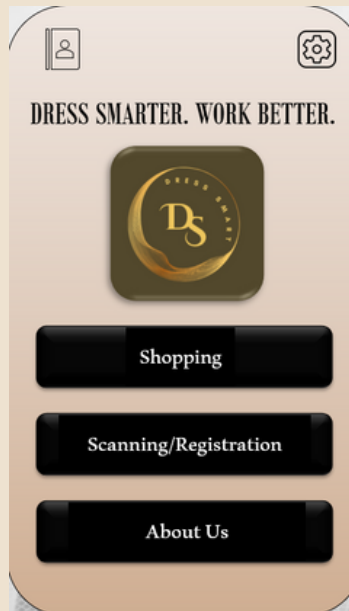 DRESS SMARTER. WORK BETTER.
DRESS SMART
DS
Shopping
Scanning/Registration
About Us